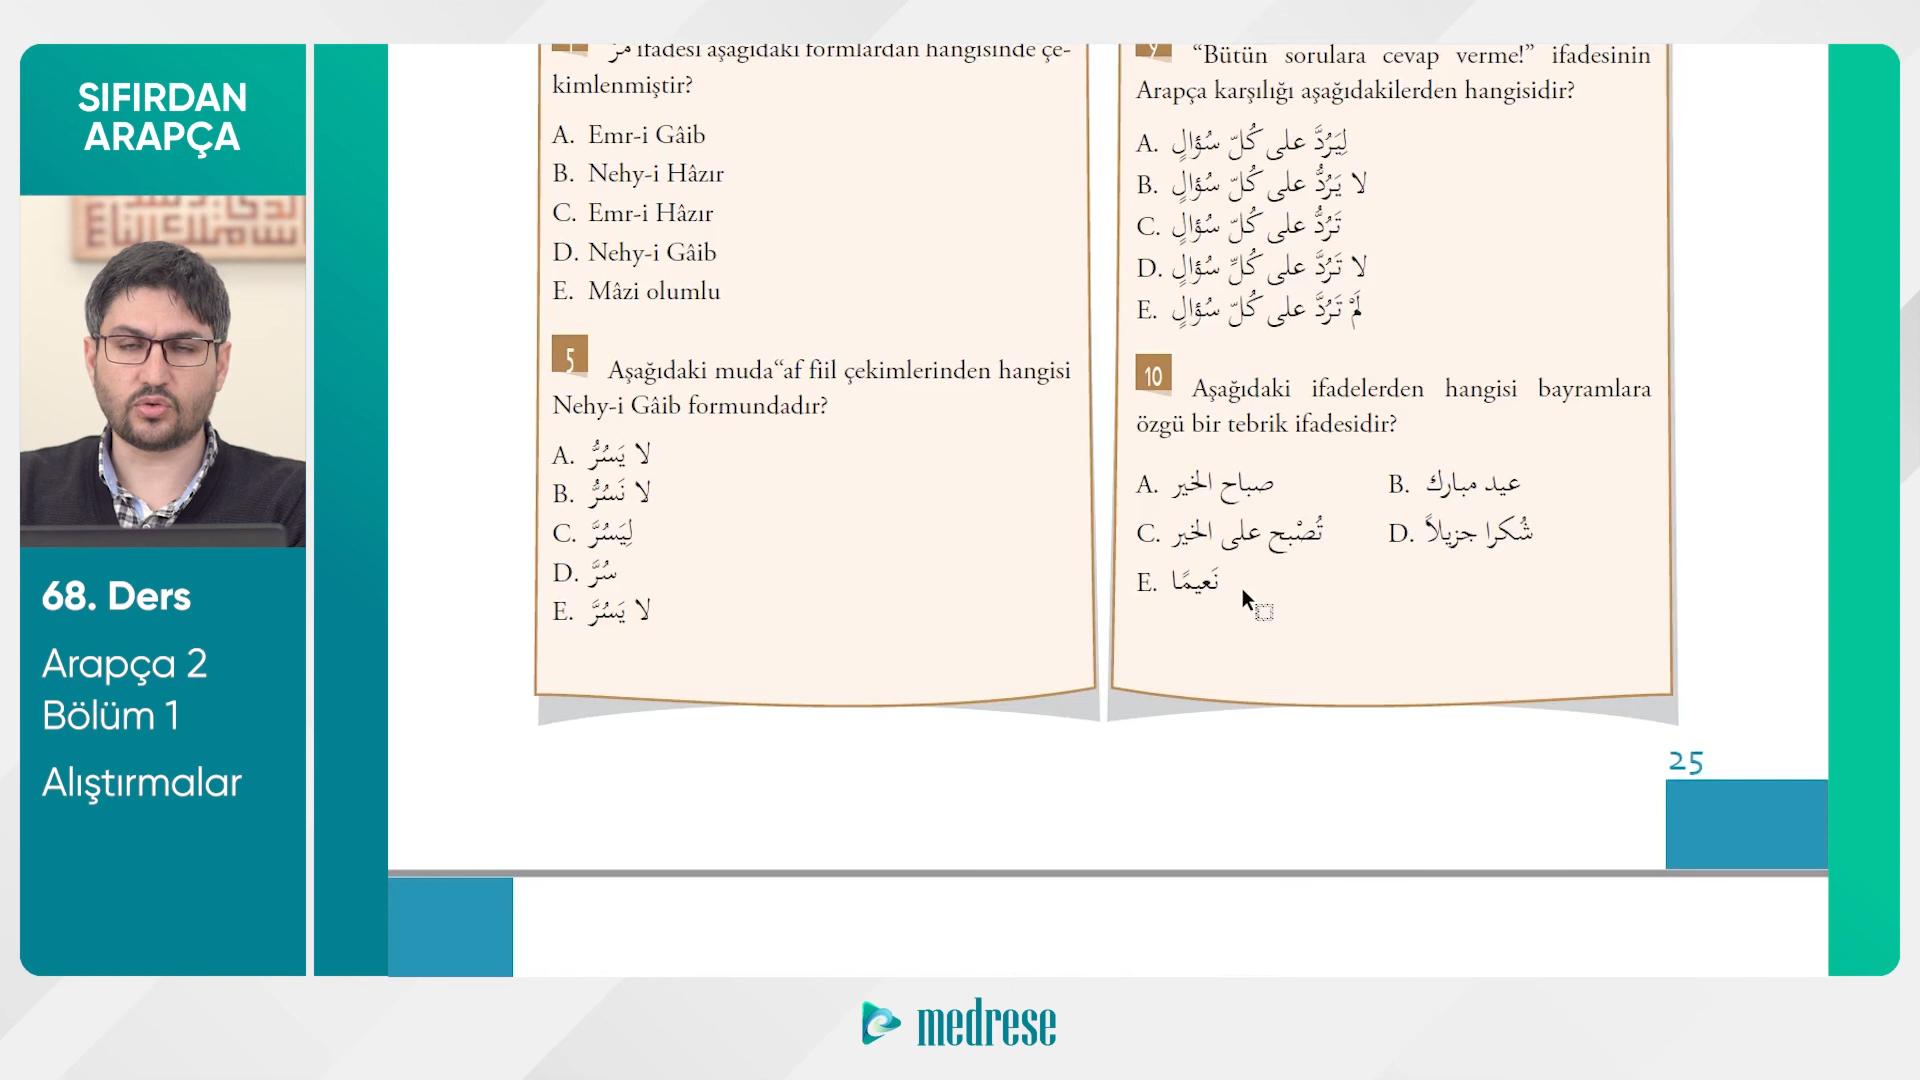 SIFIRDAN
ARAPÇA
68. Ders
Arapça 2
Bölüm 1
Alıştırmalar
مُرَّ ifadesi aşağıdaki formlardan hangisinde çe-
kimlenmiştir?
A. Emr-i Gâib
B. Nehy-i Hâzır
C. Emr-i Hâzır
D. Nehy-i Gâib
E. Mâzi olumlu
5 Aşağıdaki muda“af fiil çekimlerinden hangisi
Nehy-i Gâib formundadır?
A. لا يَسُرُّ
B. لا نَسُرُّ
C. لِيَسُرَّ
D. سُرَّ
E. لا يَسُرَّ
9 “Bütün sorulara cevap verme!” ifadesinin
Arapça karşılığı aşağıdakilerden hangisidir?
A. لِيَرُدَّ على كُلّ سُؤالٍ
B. لا يَرُدُّ على كُلّ سُؤالٍ
C. تَرُدُّ على كُلّ سُؤالٍ
D. لا تَرُدَّ على كُلِّ سُؤالٍ
E. لَمْ تَرُدَّ على كُلّ سُؤالٍ
10 Aşağıdaki ifadelerden hangisi bayramlara
özgü bir tebrik ifadesidir?
A. صباح الخير B. عيد مبارك
C. تُصْبح على الخير D. شُكرا جزيلاً
E. نَعيمًا
25
medrese